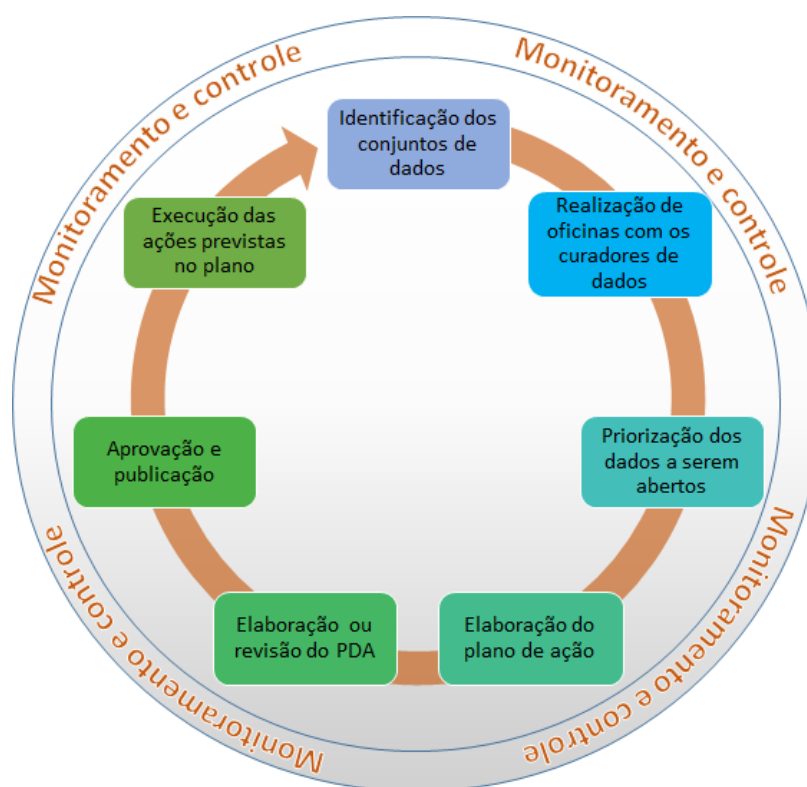 Monitoramento e controle
Monitoramento e controle
Identificação dos
conjuntos de
dados
Realização de
oficinas com os
curadores de
dados
Priorização dos
dados a serem
abertos
Elaboração do
plano de ação
Elaboração ou
revisão do PDA
Aprovação e
publicação
Execução das
ações previstas
no plano
Monitoramento e controle
Monitoramento e controle